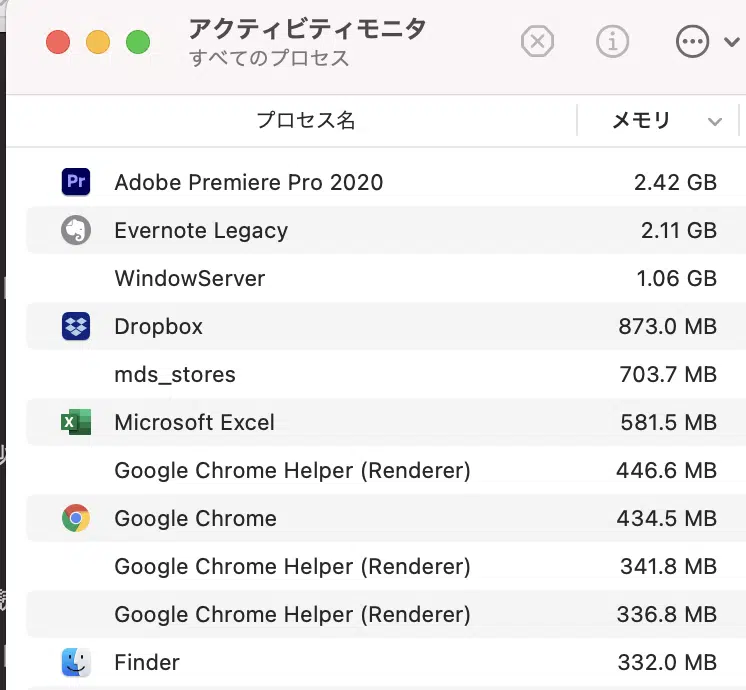 アクティビティモニタ
すべてのプロセス
プロセス名 メモリ
Pr Adobe Premiere Pro 2020 2.42 GB
Evernote Legacy 2.11 GB
WindowServer 1.06 GB
Dropbox 873.0 MB
mds_stores 703.7 MB
X Microsoft Excel 581.5 MB
Google Chrome Helper (Renderer) 446.6 MB
Google Chrome 434.5 MB
Google Chrome Helper (Renderer) 341.8 MB
Google Chrome Helper (Renderer) 336.8 MB
Finder 332.0 MB